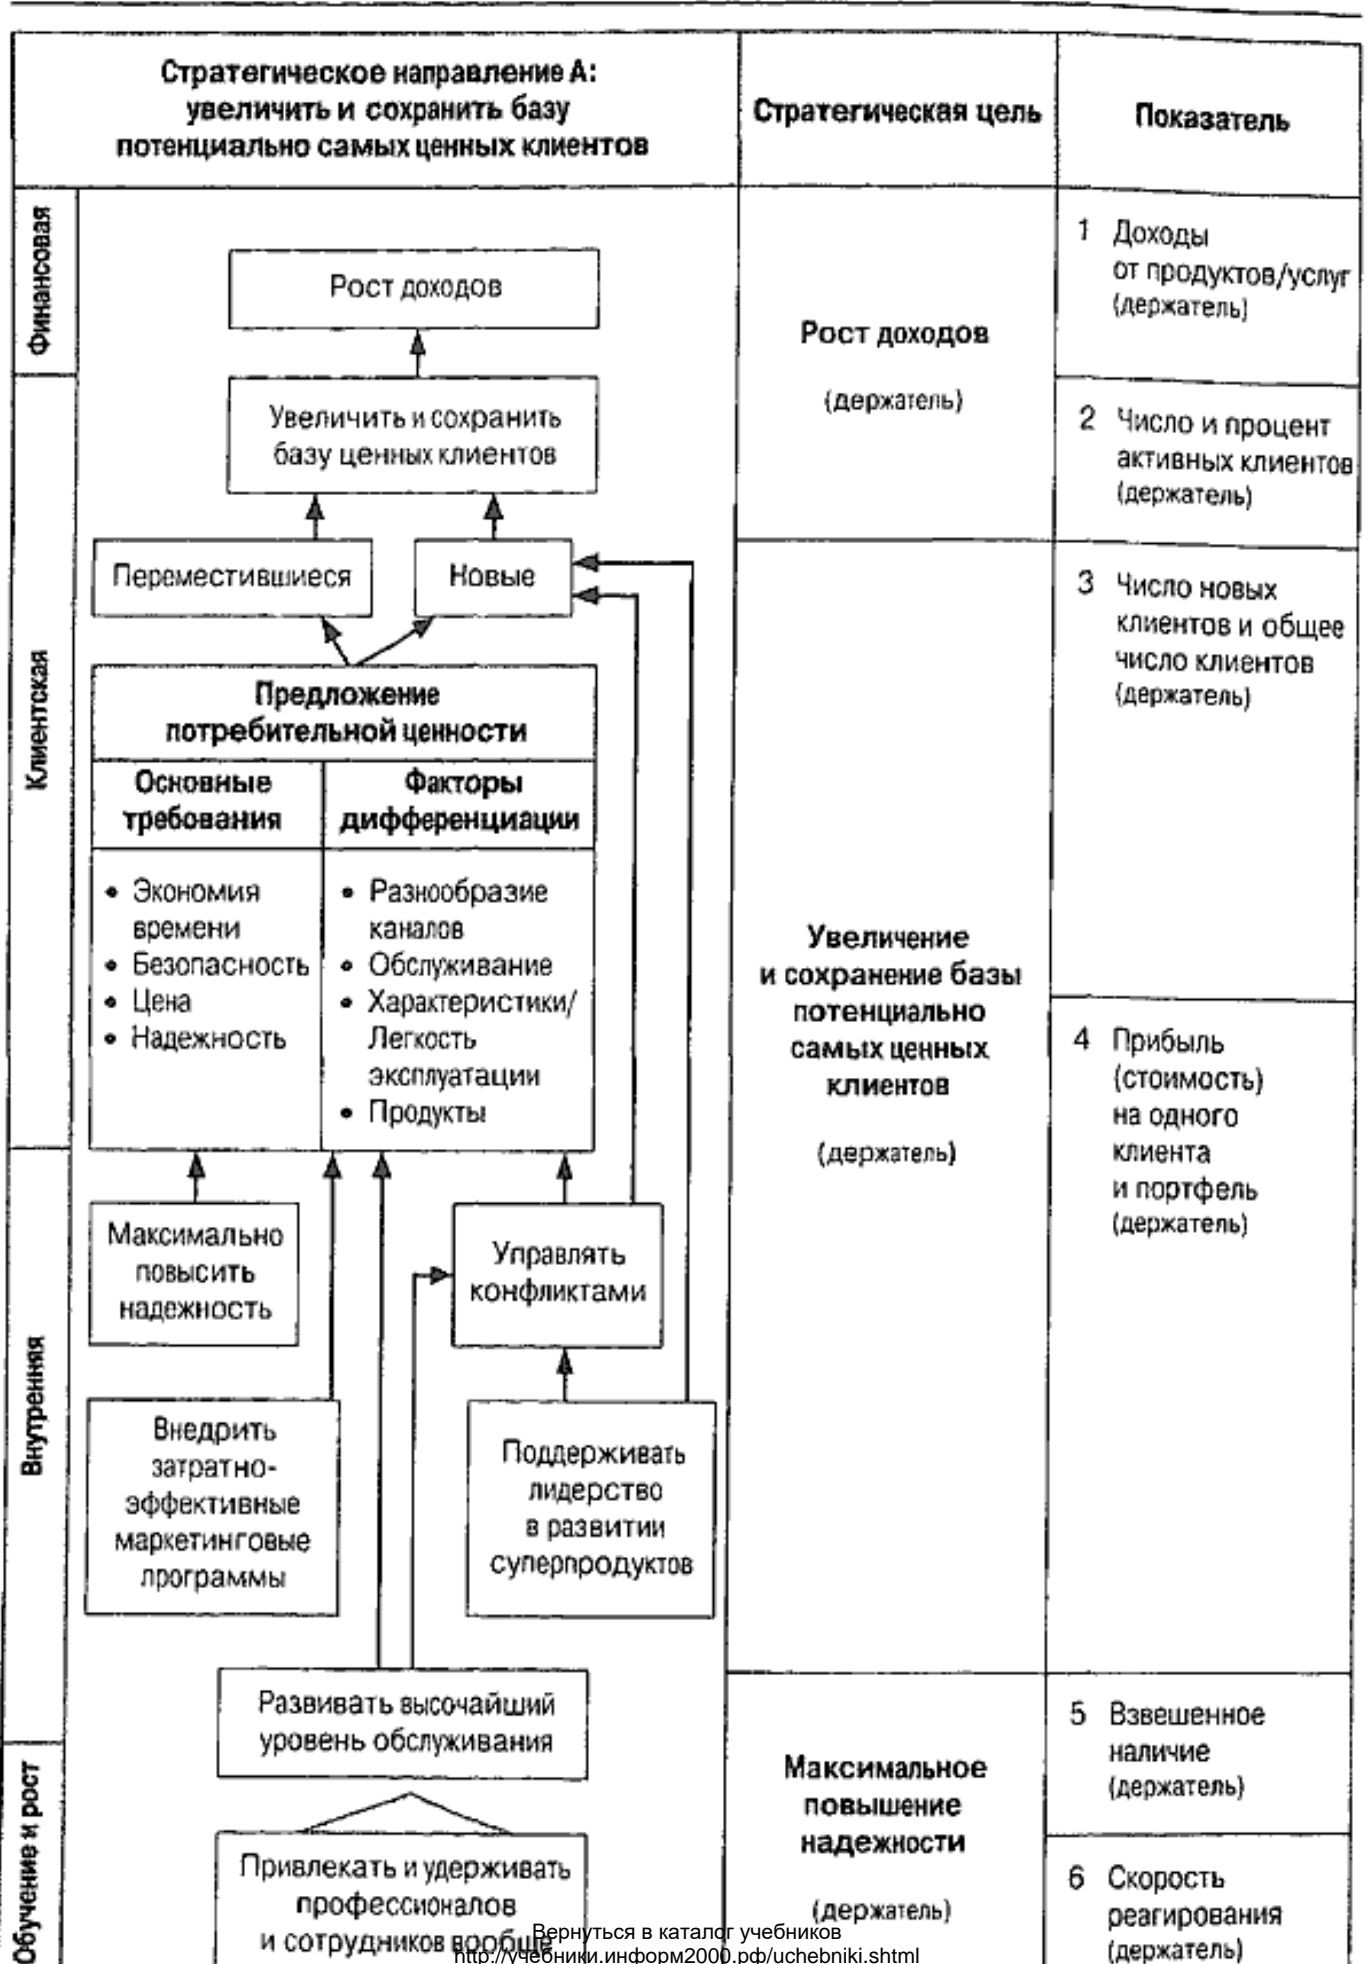 Стратегическое направление А:
увеличить и сохранить базу
потенциально самых ценных клиентов
Стратегическая цель
Показатель
Финансовая
Рост доходов
Клиентская
Увеличить и сохранить
базу ценных клиентов
Переместившиеся
Новые
Предложение
потребительной ценности
Основные
требования
• Экономия
времени
• Безопасность
• Цена
• Надежность
Факторы
дифференциации
• Разнообразие
каналов
• Обслуживание
• Характеристики/
Легкость
эксплуатации
• Продукты
Внутренняя
Максимально
повысить
надежность
Управлять
конфликтами
Внедрить
затратно-
эффективные
маркетинговые
программы
Поддерживать
лидерство
в развитии
суперпродуктов
Развивать высочайший
уровень обслуживания
Обучение и рост
Привлекать и удерживать
профессионалов
и сотрудников вообще
Рост доходов
(держатель)
Увеличение
и сохранение базы
потенциально
самых ценных
клиентов
(держатель)
Максимальное
повышение
надежности
(держатель)
1 Доходы
от продуктов/услуг
(держатель)
2 Число и процент
активных клиентов
(держатель)
3 Число новых
клиентов и общее
число клиентов
(держатель)
4 Прибыль
(стоимость)
на одного
клиента
и портфель
(держатель)
5 Взвешенное
наличие
(держатель)
6 Скорость
реагирования
(держатель)
Вернуться в каталог учебников
http://учебники.информ2000.рф/uchebniki.shtml